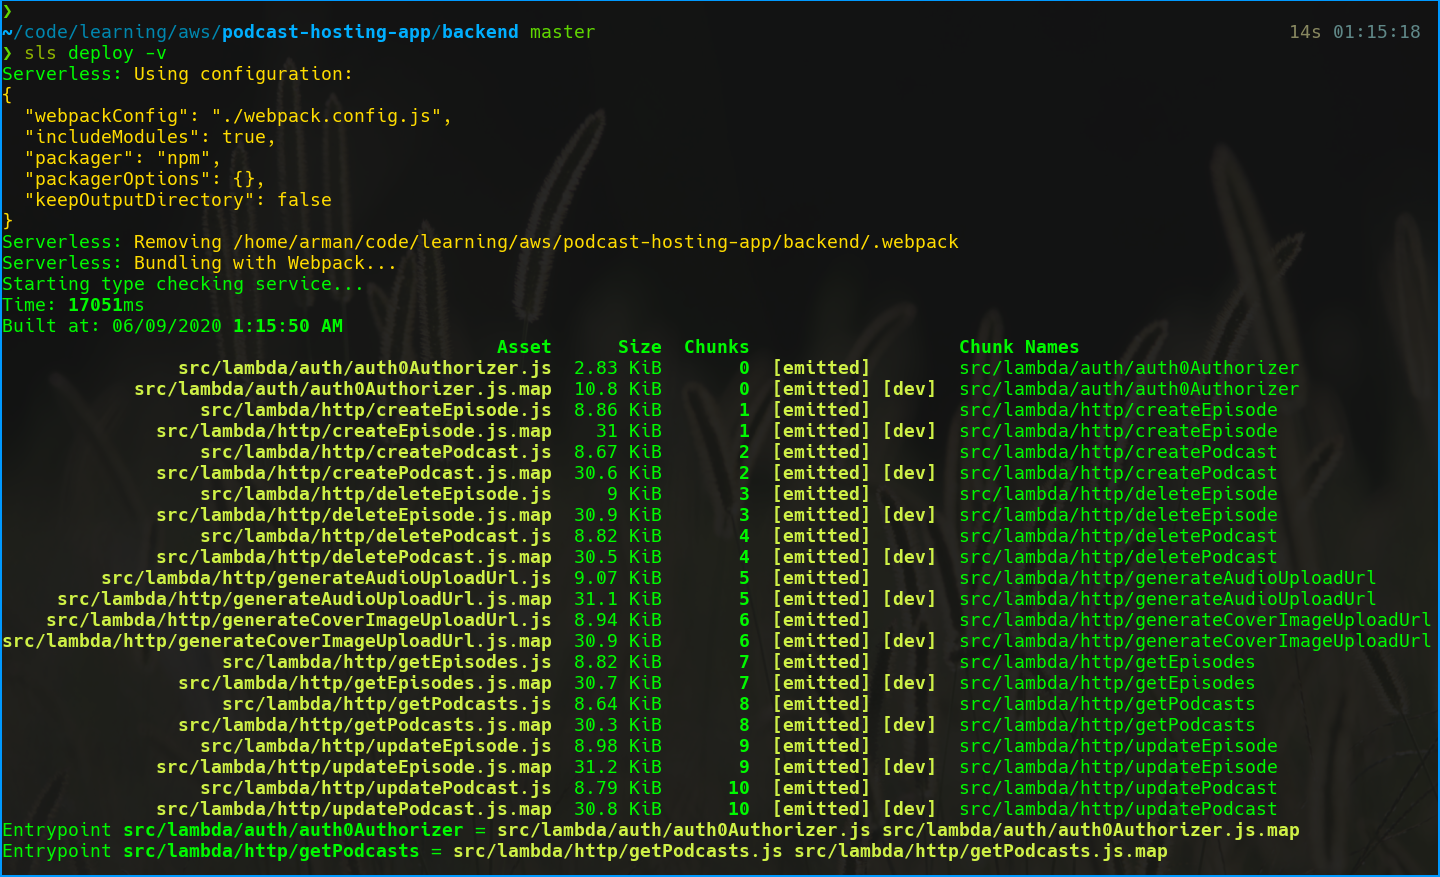 ❯
~/code/learning/aws/podcast-hosting-app/backend master 14s 01:15:18
❯ sls deploy -v
Serverless: Using configuration:
{
  "webpackConfig": "./webpack.config.js",
  "includeModules": true,
  "packager": "npm",
  "packagerOptions": {},
  "keepOutputDirectory": false
}
Serverless: Removing /home/arman/code/learning/aws/podcast-hosting-app/backend/.webpack
Serverless: Bundling with Webpack...
Starting type checking service...
Time: 17051ms
Built at: 06/09/2020 1:15:50 AM
Asset Size Chunks Chunk Names
src/lambda/auth/auth0Authorizer.js 2.83 KiB 0 [emitted] src/lambda/auth/auth0Authorizer
src/lambda/auth/auth0Authorizer.js.map 10.8 KiB 0 [emitted] [dev] src/lambda/auth/auth0Authorizer
src/lambda/http/createEpisode.js 8.86 KiB 1 [emitted] src/lambda/http/createEpisode
src/lambda/http/createEpisode.js.map 31 KiB 1 [emitted] [dev] src/lambda/http/createEpisode
src/lambda/http/createPodcast.js 8.67 KiB 2 [emitted] src/lambda/http/createPodcast
src/lambda/http/createPodcast.js.map 30.6 KiB 2 [emitted] [dev] src/lambda/http/createPodcast
src/lambda/http/deleteEpisode.js 9 KiB 3 [emitted] src/lambda/http/deleteEpisode
src/lambda/http/deleteEpisode.js.map 30.9 KiB 3 [emitted] [dev] src/lambda/http/deleteEpisode
src/lambda/http/deletePodcast.js 8.82 KiB 4 [emitted] src/lambda/http/deletePodcast
src/lambda/http/deletePodcast.js.map 30.5 KiB 4 [emitted] [dev] src/lambda/http/deletePodcast
src/lambda/http/generateAudioUploadUrl.js 9.07 KiB 5 [emitted] src/lambda/http/generateAudioUploadUrl
src/lambda/http/generateAudioUploadUrl.js.map 31.1 KiB 5 [emitted] [dev] src/lambda/http/generateAudioUploadUrl
src/lambda/http/generateCoverImageUploadUrl.js 8.94 KiB 6 [emitted] src/lambda/http/generateCoverImageUploadUrl
src/lambda/http/generateCoverImageUploadUrl.js.map 30.9 KiB 6 [emitted] [dev] src/lambda/http/generateCoverImageUploadUrl
src/lambda/http/getEpisodes.js 8.82 KiB 7 [emitted] src/lambda/http/getEpisodes
src/lambda/http/getEpisodes.js.map 30.7 KiB 7 [emitted] [dev] src/lambda/http/getEpisodes
src/lambda/http/getPodcasts.js 8.64 KiB 8 [emitted] src/lambda/http/getPodcasts
src/lambda/http/getPodcasts.js.map 30.3 KiB 8 [emitted] [dev] src/lambda/http/getPodcasts
src/lambda/http/updateEpisode.js 8.98 KiB 9 [emitted] src/lambda/http/updateEpisode
src/lambda/http/updateEpisode.js.map 31.2 KiB 9 [emitted] [dev] src/lambda/http/updateEpisode
src/lambda/http/updatePodcast.js 8.79 KiB 10 [emitted] src/lambda/http/updatePodcast
src/lambda/http/updatePodcast.js.map 30.8 KiB 10 [emitted] [dev] src/lambda/http/updatePodcast
Entrypoint src/lambda/auth/auth0Authorizer = src/lambda/auth/auth0Authorizer.js src/lambda/auth/auth0Authorizer.js.map
Entrypoint src/lambda/http/getPodcasts = src/lambda/http/getPodcasts.js src/lambda/http/getPodcasts.js.map